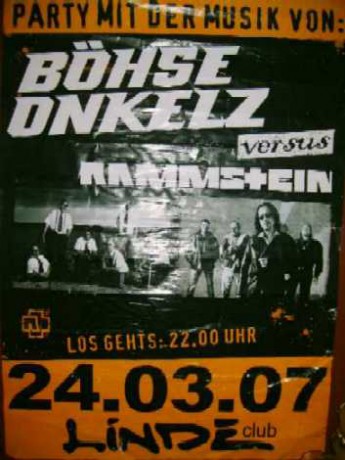 PARTY MIT DER MUSIK VON:
BÖHSE
ONKELZ
versus
RAMMSTEIN
LOS GEHTS: 22.00 UHR
24.03.07
LINDE club